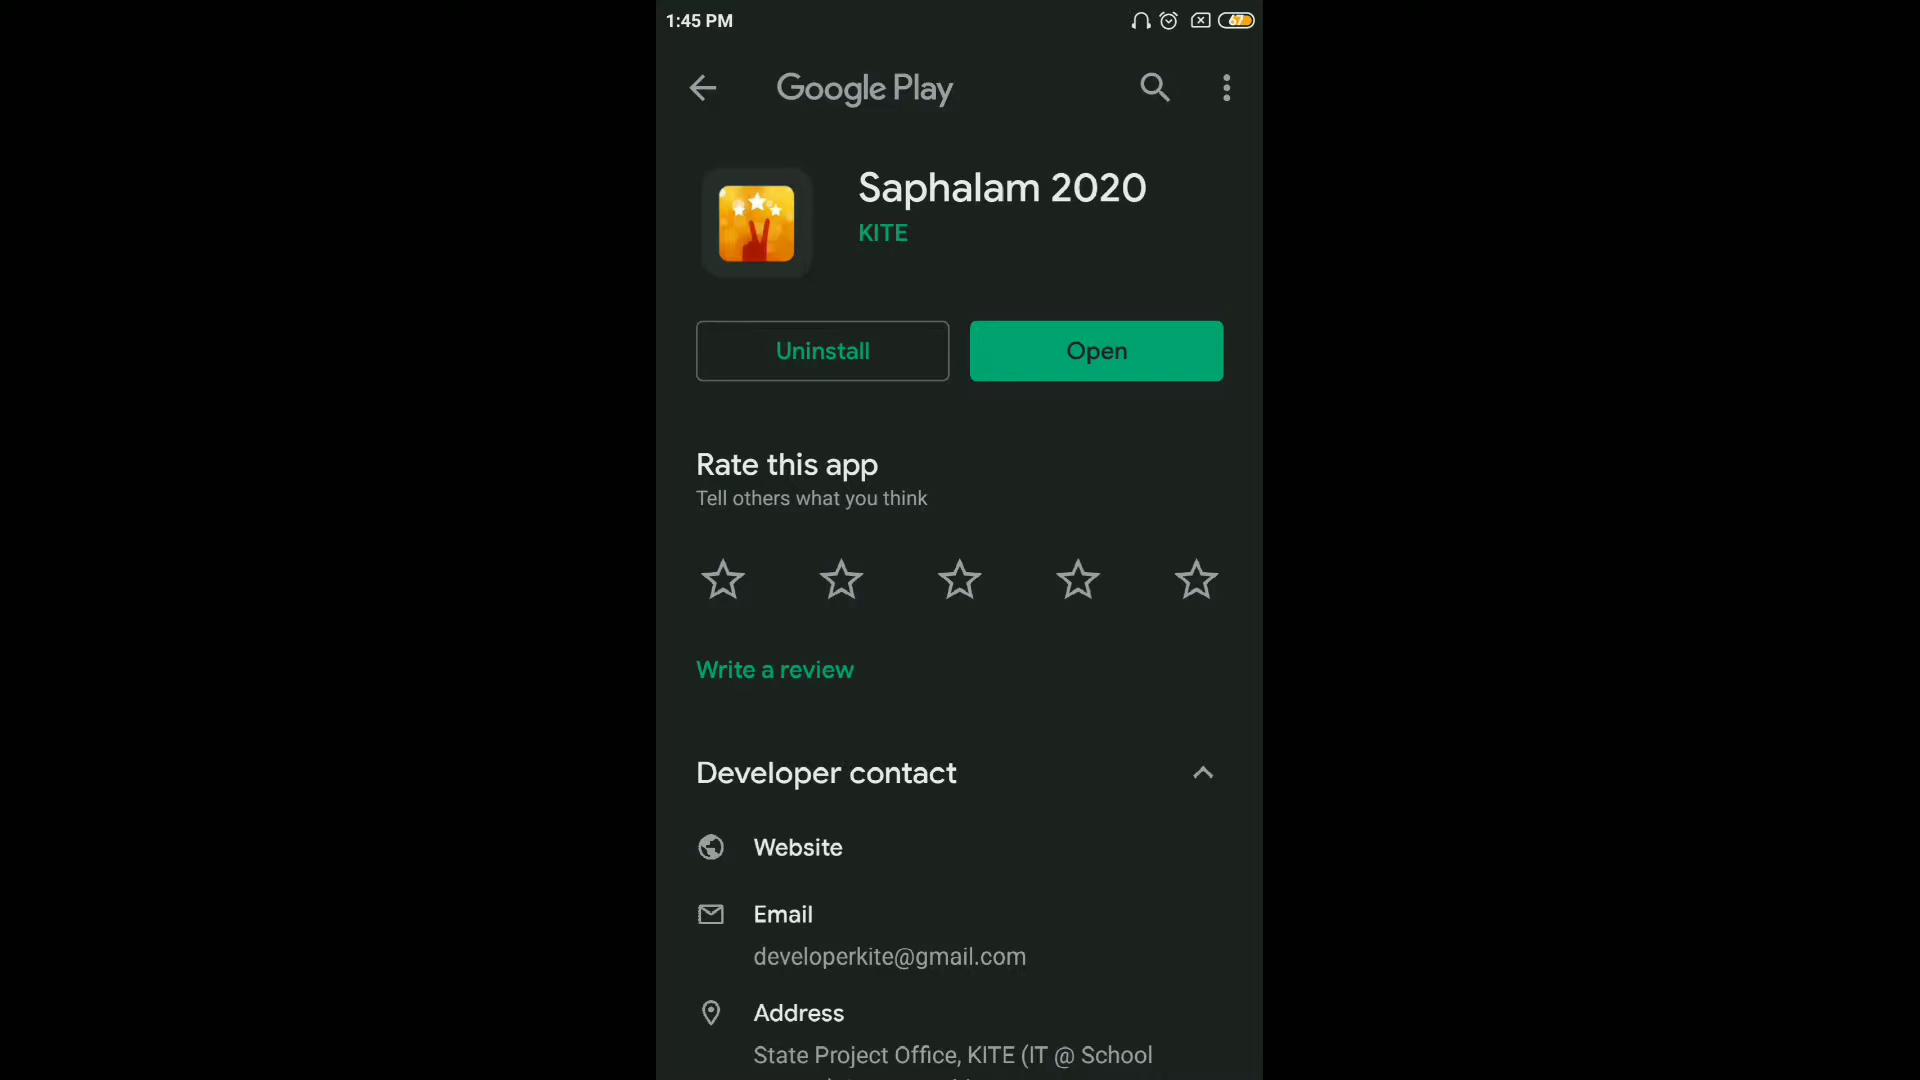 1:45 PM
67
Google Play
Saphalam 2020
KITE
Uninstall
Open
Rate this app
Tell others what you think
Write a review
Developer contact
Website
Email
developerkite@gmail.com
Address
State Project Office, KITE (IT @ School